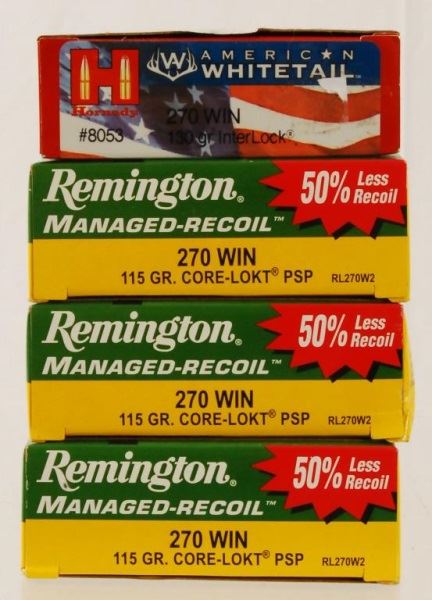 AMERICAN
WHITETAIL™
H
W
Hornady
270 WIN
#8053
130 gr. InterLock®
Remington®
50% Less Recoil
MANAGED-RECOIL™
270 WIN
115 GR. CORE-LOKT® PSP
RL270W2
Remington®
50% Less Recoil
MANAGED-RECOIL™
270 WIN
115 GR. CORE-LOKT® PSP
RL270W2
Remington®
50% Less Recoil
MANAGED-RECOIL™
270 WIN
115 GR. CORE-LOKT® PSP
RL270W2